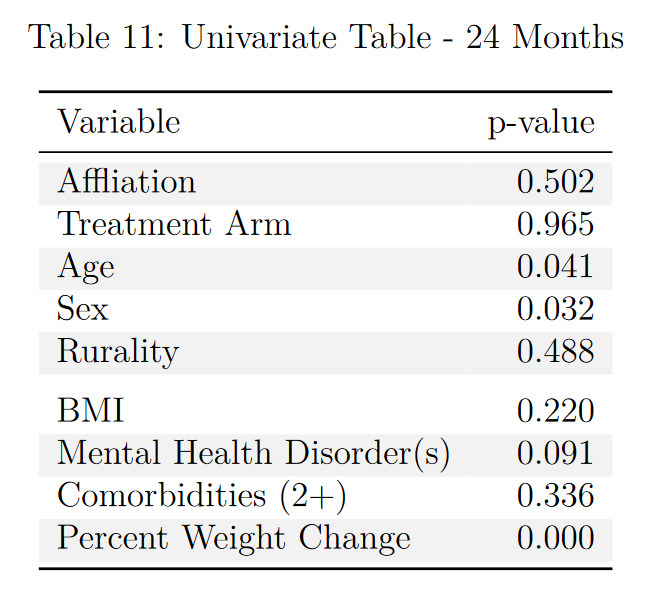 Table 11: Univariate Table - 24 Months
Variable p-value
Affliation 0.502
Treatment Arm 0.965
Age 0.041
Sex 0.032
Rurality 0.488
BMI 0.220
Mental Health Disorder(s) 0.091
Comorbidities (2+) 0.336
Percent Weight Change 0.000